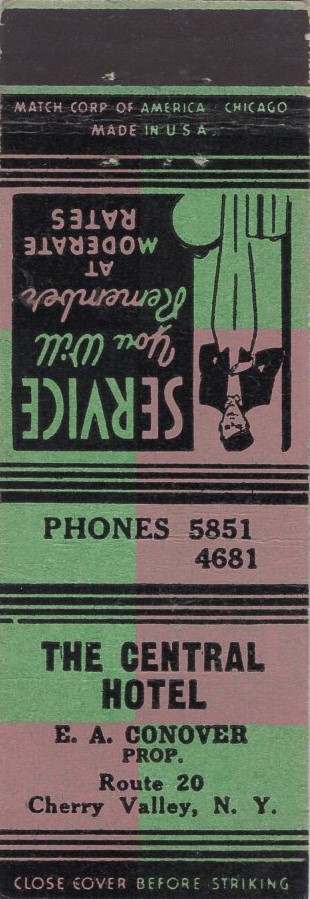 MATCH CORP OF AMERICA · CHICAGO
MADE IN U S A
SERVICE
You Will
Remember
AT
MODERATE
RATES
PHONES 5851
4681
THE CENTRAL
HOTEL
E. A. CONOVER
PROP.
Route 20
Cherry Valley, N. Y.
CLOSE COVER BEFORE STRIKING